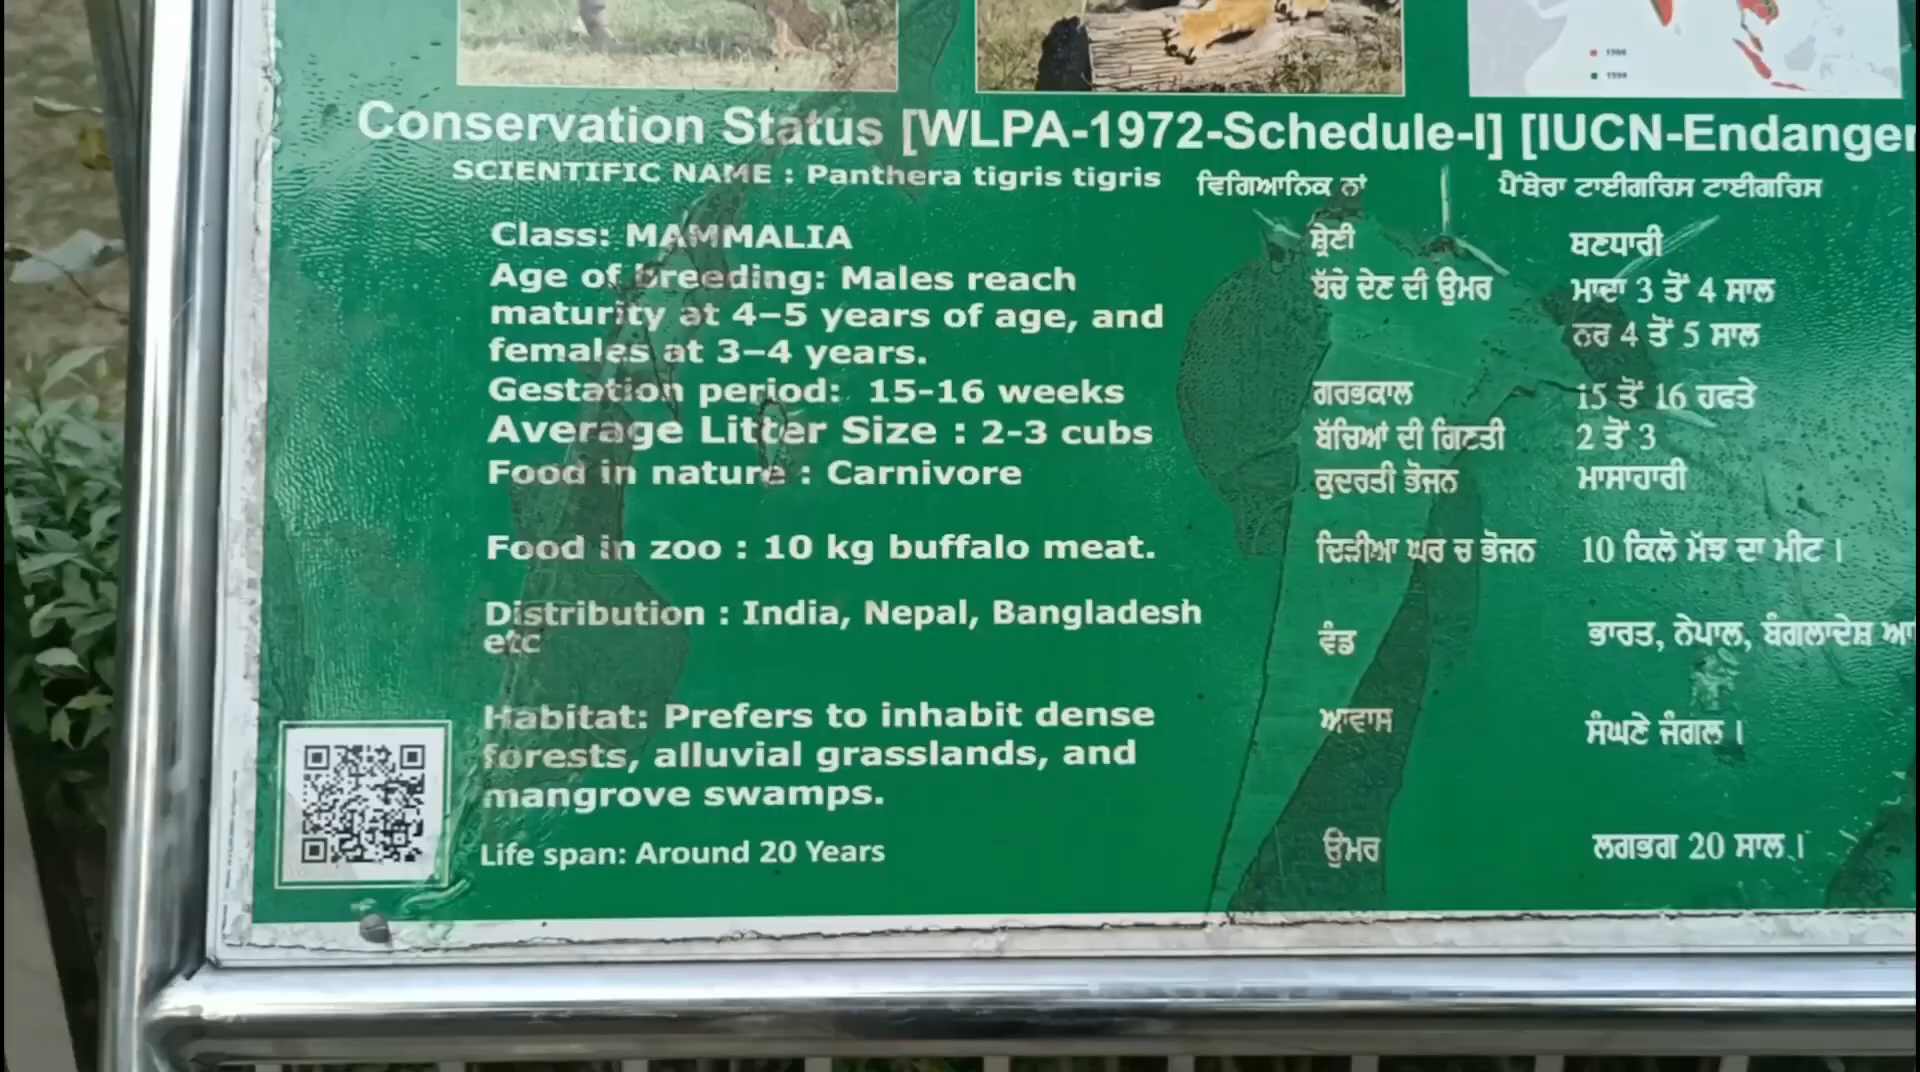 1988
1998
Conservation Status [WLPA-1972-Schedule-I] [IUCN-Endanger
SCIENTIFIC NAME : Panthera tigris tigris ਵਿਗਿਆਨਿਕ ਨਾਂ ਪੈਂਥੇਰਾ ਟਾਈਗਰਿਸ ਟਾਈਗਰਿਸ
Class: MAMMALIA ਸ਼੍ਰੇਣੀ ਥਣਧਾਰੀ
Age of breeding: Males reach ਬੱਚੇ ਦੇਣ ਦੀ ਉਮਰ ਮਾਦਾ 3 ਤੋਂ 4 ਸਾਲ
maturity at 4–5 years of age, and ਨਰ 4 ਤੋਂ 5 ਸਾਲ
females at 3–4 years.
Gestation period: 15-16 weeks ਗਰਭਕਾਲ 15 ਤੋਂ 16 ਹਫਤੇ
Average Litter Size : 2-3 cubs ਬੱਚਿਆਂ ਦੀ ਗਿਣਤੀ 2 ਤੋਂ 3
Food in nature : Carnivore ਕੁਦਰਤੀ ਭੋਜਨ ਮਾਸਾਹਾਰੀ
Food in zoo : 10 kg buffalo meat. ਚਿੜੀਆ ਘਰ ਚ ਭੋਜਨ 10 ਕਿਲੋ ਮੱਝ ਦਾ ਮੀਟ।
Distribution : India, Nepal, Bangladesh
etc ਵੰਡ ਭਾਰਤ, ਨੇਪਾਲ, ਬੰਗਲਾਦੇਸ਼ ਆ
Habitat: Prefers to inhabit dense ਆਵਾਸ ਸੰਘਣੇ ਜੰਗਲ।
forests, alluvial grasslands, and
mangrove swamps.
Life span: Around 20 Years ਉਮਰ ਲਗਭਗ 20 ਸਾਲ।